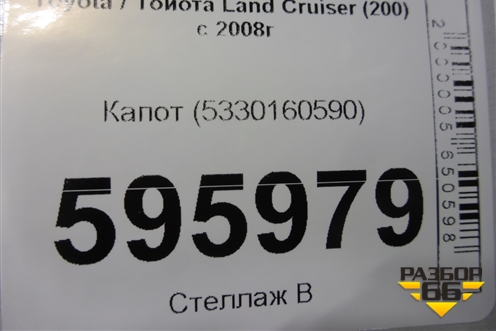 Toyota / Тойота Land Cruiser (200)
с 2008г
Капот (5330160590)
595979
Стеллаж В
РАЗБОР
66